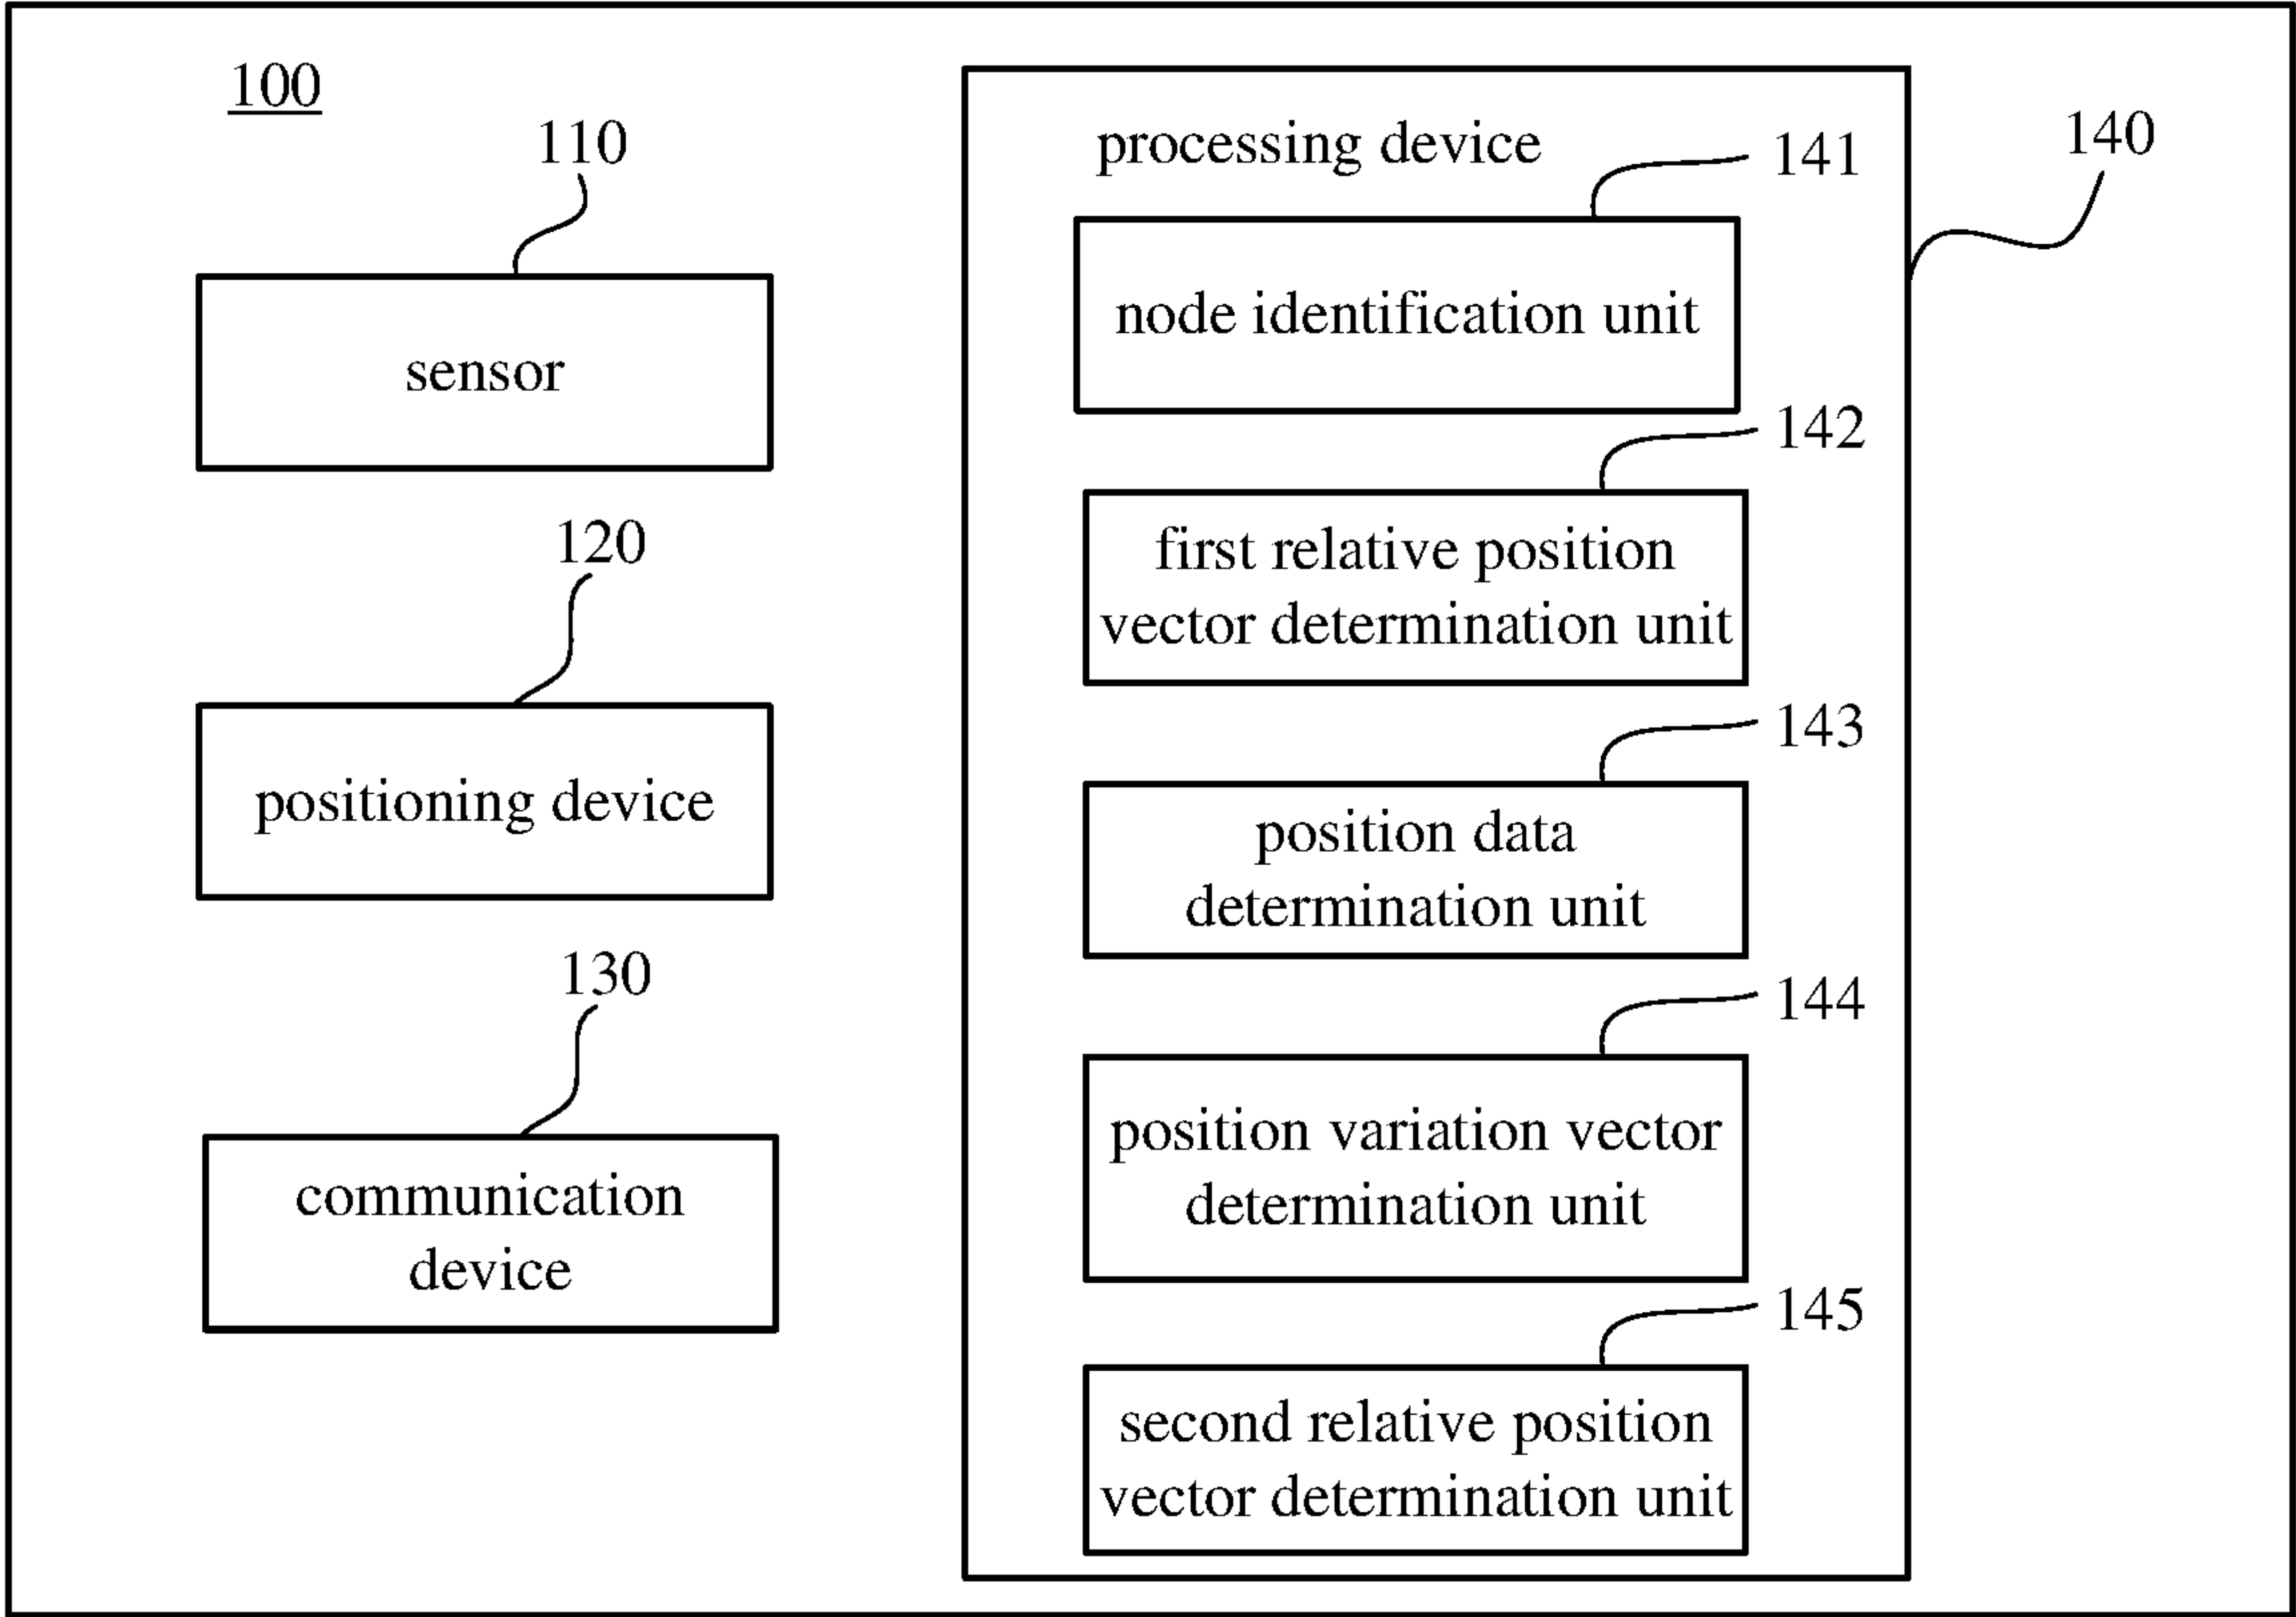 100
110
sensor
120
positioning device
130
communication
device
processing device
140
141
node identification unit
142
first relative position
vector determination unit
143
position data
determination unit
144
position variation vector
determination unit
145
second relative position
vector determination unit